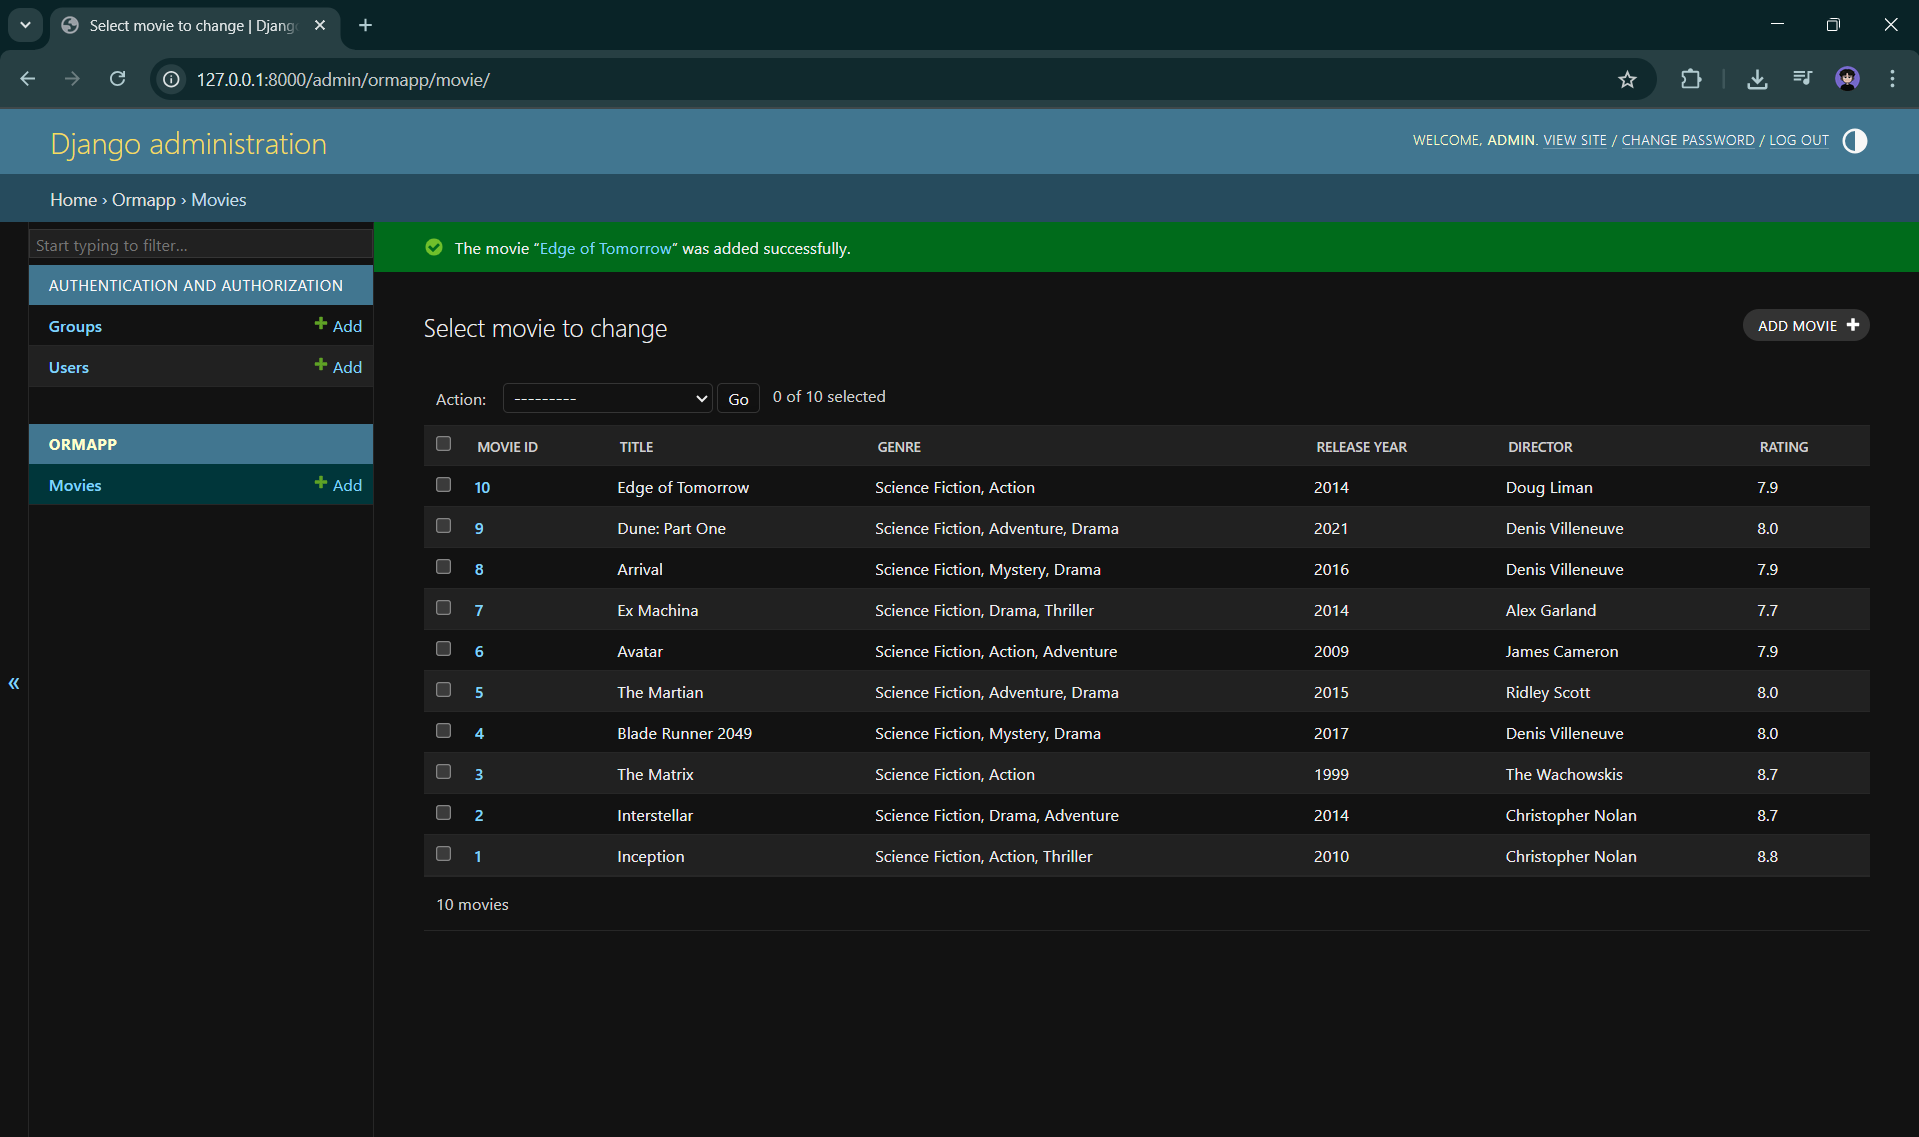 Select movie to change | Djang
127.0.0.1:8000/admin/ormapp/movie/
Django administration
WELCOME, ADMIN. VIEW SITE / CHANGE PASSWORD / LOG OUT
Home › Ormapp › Movies
Start typing to filter...
AUTHENTICATION AND AUTHORIZATION
Groups + Add
Users + Add
ORMAPP
Movies + Add
«
The movie “Edge of Tomorrow” was added successfully.
Select movie to change
ADD MOVIE +
Action: --------- Go 0 of 10 selected
MOVIE ID TITLE GENRE RELEASE YEAR DIRECTOR RATING
10 Edge of Tomorrow Science Fiction, Action 2014 Doug Liman 7.9
9 Dune: Part One Science Fiction, Adventure, Drama 2021 Denis Villeneuve 8.0
8 Arrival Science Fiction, Mystery, Drama 2016 Denis Villeneuve 7.9
7 Ex Machina Science Fiction, Drama, Thriller 2014 Alex Garland 7.7
6 Avatar Science Fiction, Action, Adventure 2009 James Cameron 7.9
5 The Martian Science Fiction, Adventure, Drama 2015 Ridley Scott 8.0
4 Blade Runner 2049 Science Fiction, Mystery, Drama 2017 Denis Villeneuve 8.0
3 The Matrix Science Fiction, Action 1999 The Wachowskis 8.7
2 Interstellar Science Fiction, Drama, Adventure 2014 Christopher Nolan 8.7
1 Inception Science Fiction, Action, Thriller 2010 Christopher Nolan 8.8
10 movies